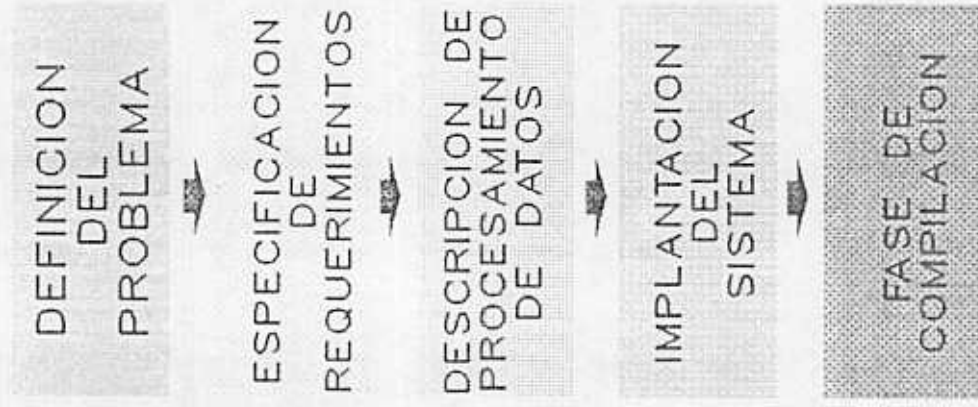 DEFINICION
DEL
PROBLEMA
ESPECIFICACION
DE
REQUERIMIENTOS
DESCRIPCION DE
PROCESAMIENTO
DE DATOS
IMPLANTACION
DEL
SISTEMA
FASE DE
COMPILACION